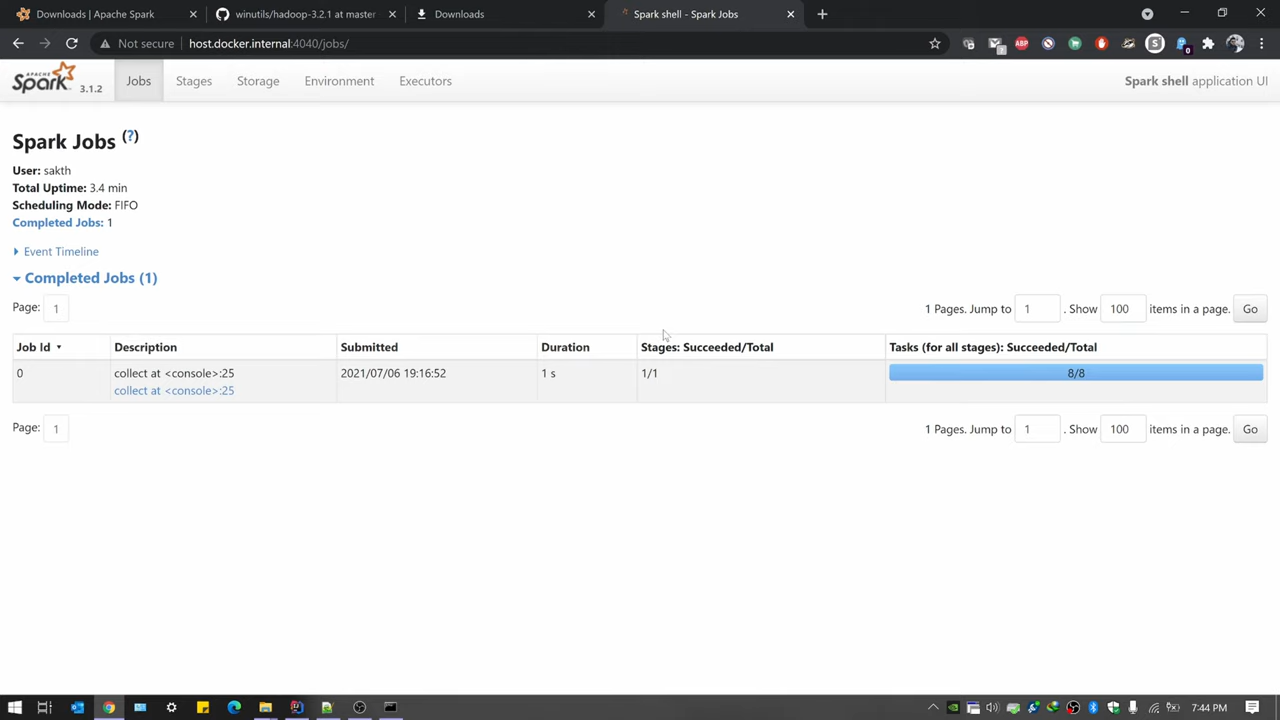 Downloads | Apache Spark
winutils/hadoop-3.2.1 at master
Downloads
Spark shell - Spark Jobs
Not secure
host.docker.internal:4040/jobs/
ABP
S
0
APACHE
Spark 3.1.2
Jobs
Stages
Storage
Environment
Executors
Spark shell application UI
Spark Jobs (?)
User: sakth
Total Uptime: 3.4 min
Scheduling Mode: FIFO
Completed Jobs: 1
Event Timeline
Completed Jobs (1)
Page: 1
1 Pages. Jump to 1 . Show 100 items in a page. Go
Job Id Description Submitted Duration Stages: Succeeded/Total Tasks (for all stages): Succeeded/Total
0 collect at <console>:25 2021/07/06 19:16:52 1 s 1/1 8/8
collect at <console>:25
Page: 1
1 Pages. Jump to 1 . Show 100 items in a page. Go
7:44 PM